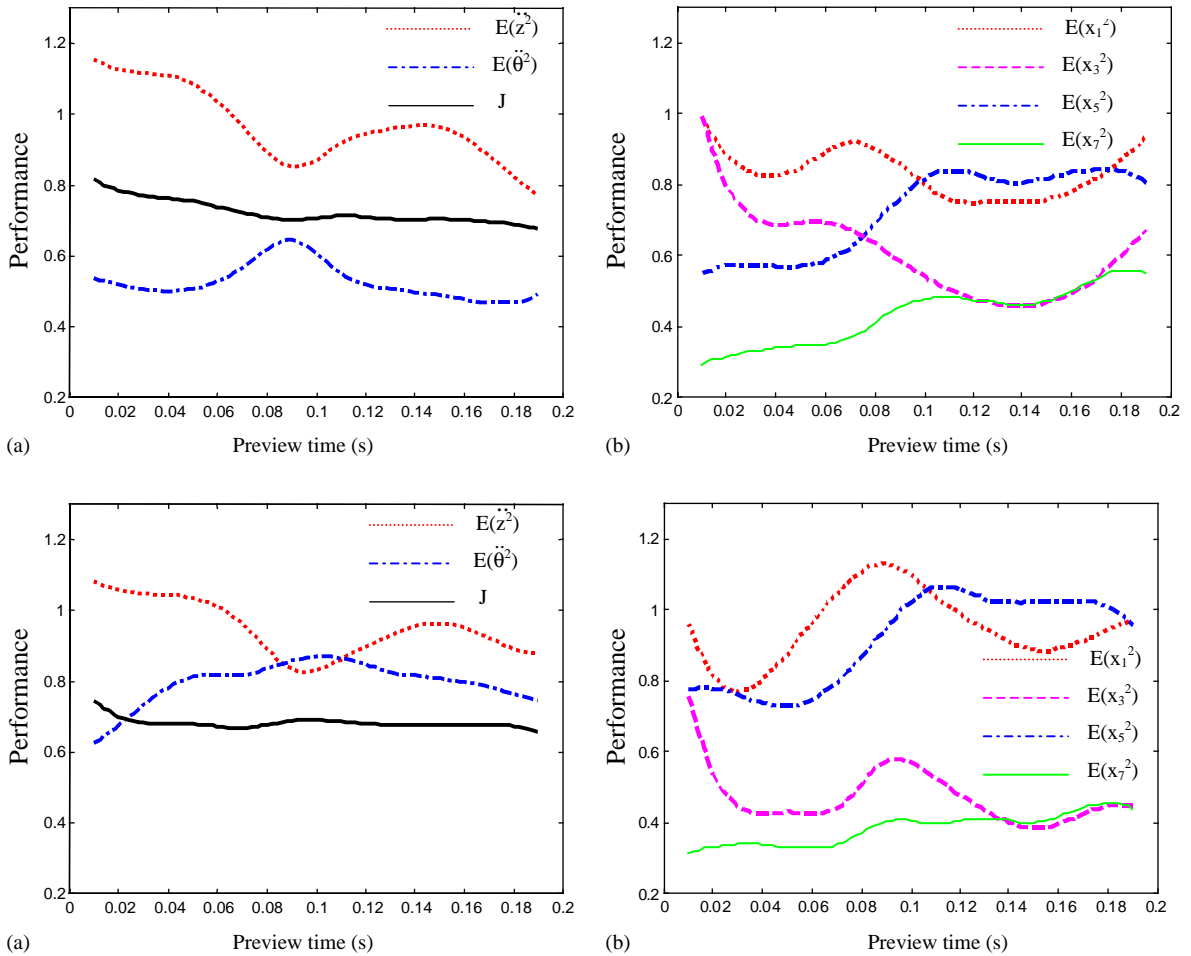 E(z̈²)
E(θ̈²)
J
Performance
1.2
1
0.8
0.6
0.4
0.2
0 0.02 0.04 0.06 0.08 0.1 0.12 0.14 0.16 0.18 0.2
(a) Preview time (s)
E(x₁²)
E(x₃²)
E(x₅²)
E(x₇²)
Performance
1.2
1
0.8
0.6
0.4
0.2
0 0.02 0.04 0.06 0.08 0.1 0.12 0.14 0.16 0.18 0.2
(b) Preview time (s)
E(z̈²)
E(θ̈²)
J
Performance
1.2
1
0.8
0.6
0.4
0.2
0 0.02 0.04 0.06 0.08 0.1 0.12 0.14 0.16 0.18 0.2
(a) Preview time (s)
E(x₁²)
E(x₃²)
E(x₅²)
E(x₇²)
Performance
1.2
1
0.8
0.6
0.4
0.2
0 0.02 0.04 0.06 0.08 0.1 0.12 0.14 0.16 0.18 0.2
(b) Preview time (s)